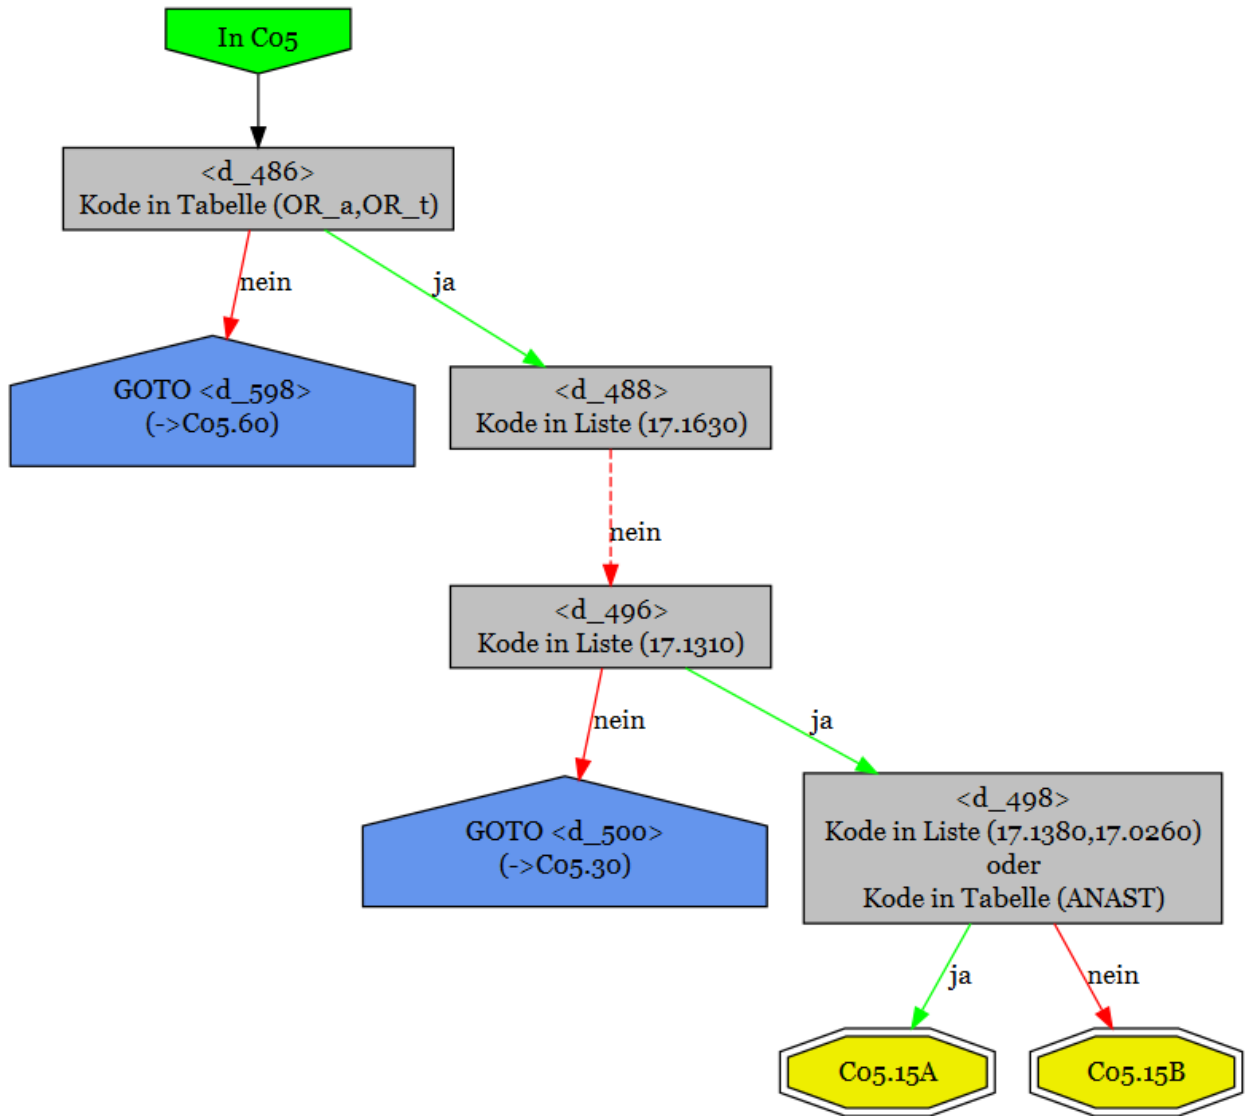 In C05
<d_486>
Kode in Tabelle (OR_a,OR_t)
nein
ja
GOTO <d_598>
(->C05.60)
<d_488>
Kode in Liste (17.1630)
nein
<d_496>
Kode in Liste (17.1310)
nein
ja
GOTO <d_500>
(->C05.30)
<d_498>
Kode in Liste (17.1380,17.0260)
oder
Kode in Tabelle (ANAST)
ja
nein
C05.15A
C05.15B